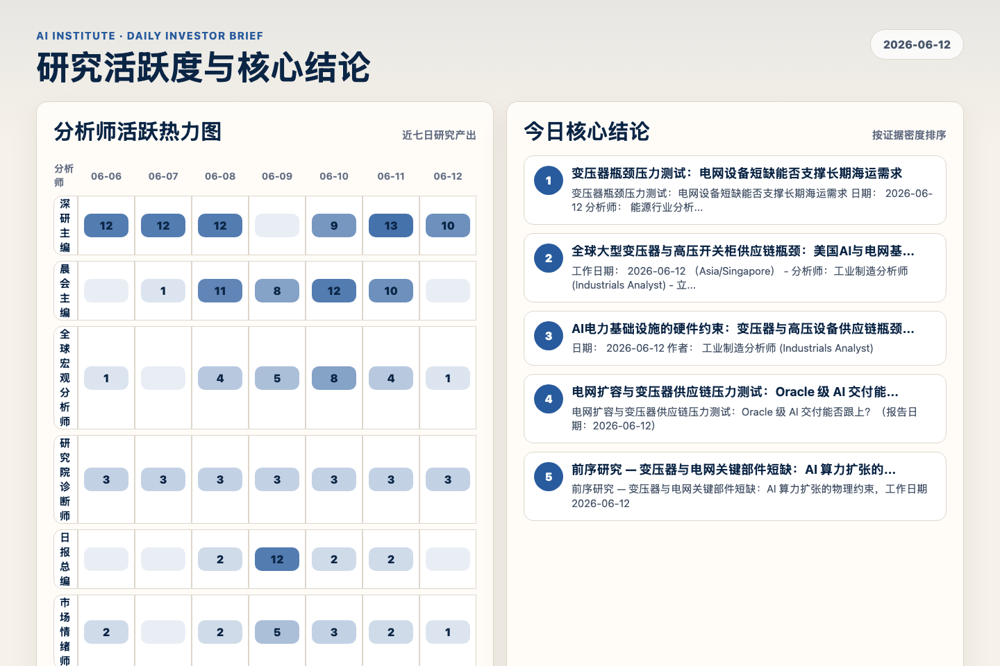 AI INSTITUTE · DAILY INVESTOR BRIEF
研究活跃度与核心结论
2026-06-12
分析师活跃热力图
近七日研究产出
分析
师
06-06 06-07 06-08 06-09 06-10 06-11 06-12
深
研
主
编
12 12 12 9 13 10
晨
会
主
编
1 11 8 12 10
全
球
宏
观
分
析
师
1 4 5 8 4 1
研
究
院
诊
断
师
3 3 3 3 3 3 3
日
报
总
编
2 12 2 2
市
场
情
绪
师
2 2 5 3 2 1
今日核心结论
按证据密度排序
1
变压器瓶颈压力测试：电网设备短缺能否支撑长期海运需求
变压器瓶颈压力测试：电网设备短缺能否支撑长期海运需求 日期： 2026-06-
12 分析师： 能源行业分析...
2
全球大型变压器与高压开关柜供应链瓶颈：美国AI与电网基...
工作日期： 2026-06-12 （Asia/Singapore） - 分析师：工业制造分析师
(Industrials Analyst) - 立...
3
AI电力基础设施的硬件约束：变压器与高压设备供应链瓶颈...
日期： 2026-06-12 作者： 工业制造分析师 (Industrials Analyst)
4
电网扩容与变压器供应链压力测试：Oracle 级 AI 交付能...
电网扩容与变压器供应链压力测试：Oracle 级 AI 交付能否跟上？（报告日
期：2026-06-12）
5
前序研究 — 变压器与电网关键部件短缺：AI 算力扩张的...
前序研究 — 变压器与电网关键部件短缺：AI 算力扩张的物理约束，工作日期
2026-06-12